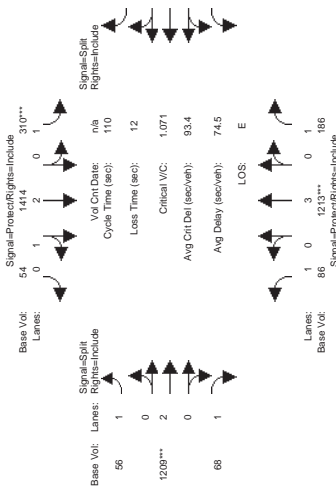 Signal=Protect/Rights=Include
Base Vol: 54 1414 310***
Lanes: 0 1 2 0 1
Signal=Split
Rights=Include
Signal=Split
Rights=Include
Base Vol: Lanes:
Vol Cnt Date: n/a
Cycle Time (sec): 110
56 1
0
Loss Time (sec): 12
1209*** 2
Critical V/C: 1.071
0
Avg Crit Del (sec/veh): 93.4
68 1
Avg Delay (sec/veh): 74.5
LOS: E
Lanes: 1 0 3 0 1
Base Vol: 86 1213*** 186
Signal=Protect/Rights=Include